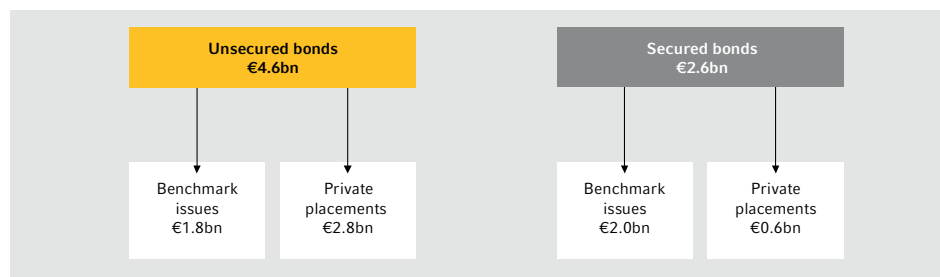 Unsecured bonds
€4.6bn
Secured bonds
€2.6bn
Benchmark
issues
€1.8bn
Private
placements
€2.8bn
Benchmark
issues
€2.0bn
Private
placements
€0.6bn